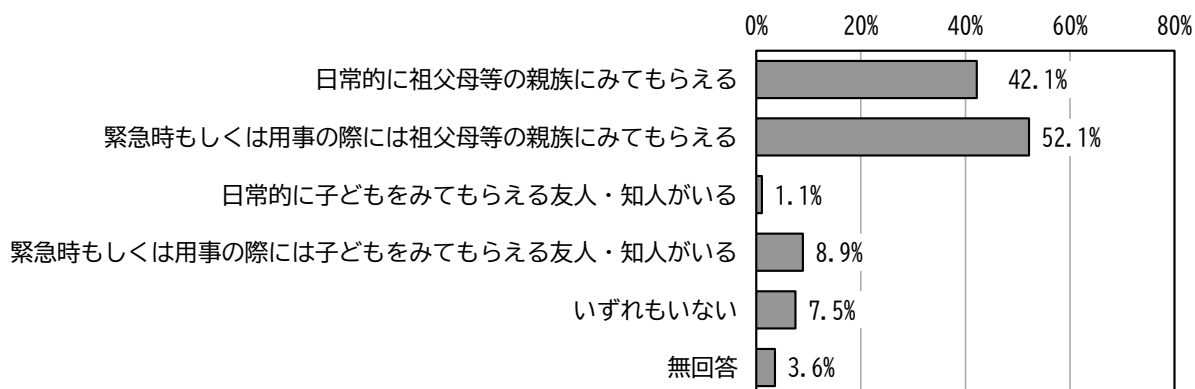 0% 20% 40% 60% 80%
日常的に祖父母等の親族にみてもらえる 42.1%
緊急時もしくは用事の際には祖父母等の親族にみてもらえる 52.1%
日常的に子どもをみてもらえる友人・知人がいる 1.1%
緊急時もしくは用事の際には子どもをみてもらえる友人・知人がいる 8.9%
いずれもいない 7.5%
無回答 3.6%